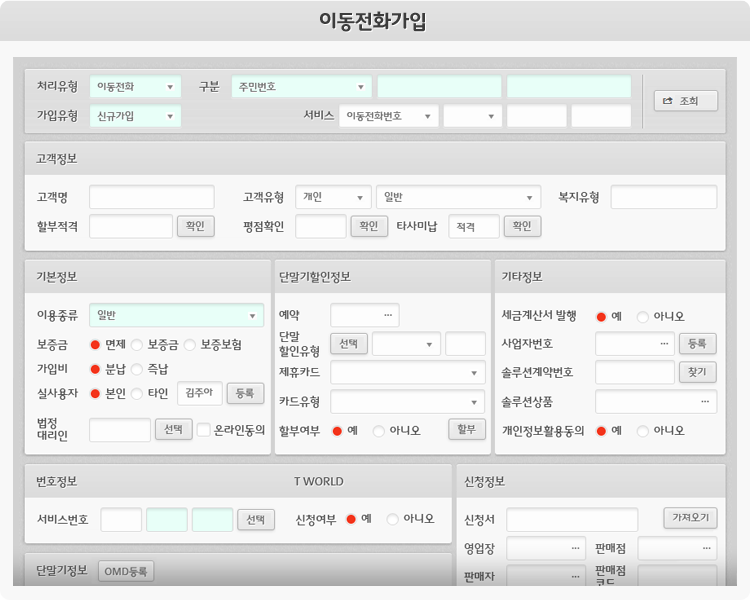 이동전화가입
처리유형 이동전화 구분 주민번호 조회
가입유형 신규가입 서비스 이동전화번호
고객정보
고객명 고객유형 개인 일반 복지유형
할부적격 확인 평점확인 확인 타사미납 적격 확인
기본정보
이용종류 일반
보증금 면제 보증금 보증보험
가입비 분납 즉납
실사용자 본인 타인 김주아 등록
법정
대리인 선택 온라인동의
단말기할인정보
예약 ...
단말
할인유형 선택
제휴카드
카드유형
할부여부 예 아니오 할부
기타정보
세금계산서 발행 예 아니오
사업자번호 ... 등록
솔루션계약번호 찾기
솔루션상품 ...
개인정보활용동의 예 아니오
번호정보 T WORLD
서비스번호 선택 신청여부 예 아니오
단말기정보 OMD등록
신청정보
신청서 가져오기
영업장 ... 판매점 ...
판매자 ... 판매점
코드